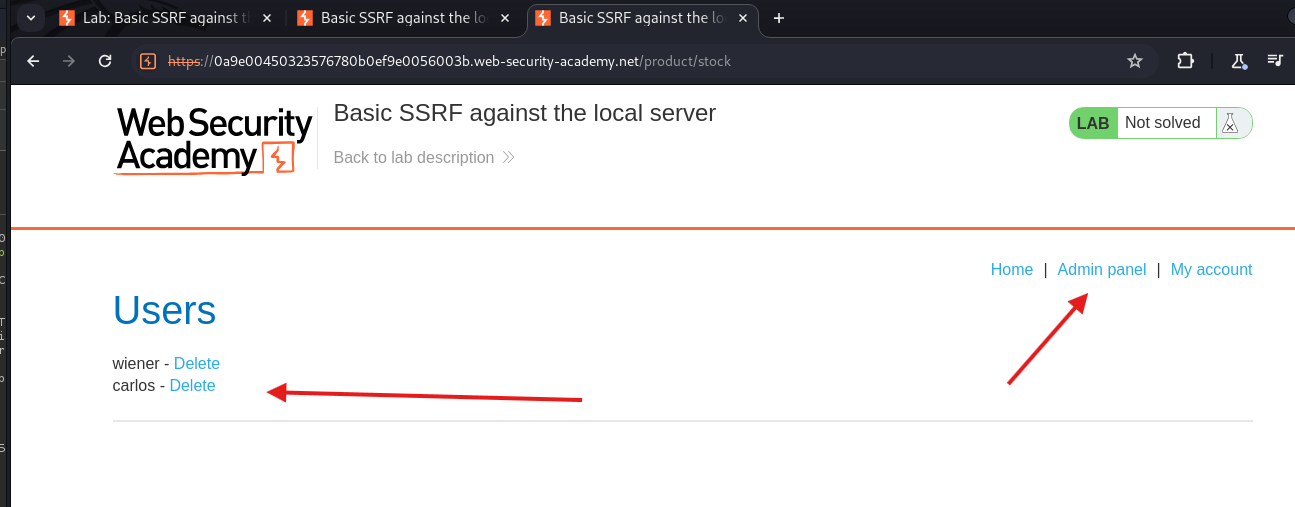 Lab: Basic SSRF against t
Basic SSRF against the lo
Basic SSRF against the lo
https://0a9e00450323576780b0ef9e0056003b.web-security-academy.net/product/stock
WebSecurity
Academy
Basic SSRF against the local server
Back to lab description
LAB Not solved
Home | Admin panel | My account
Users
wiener - Delete
carlos - Delete